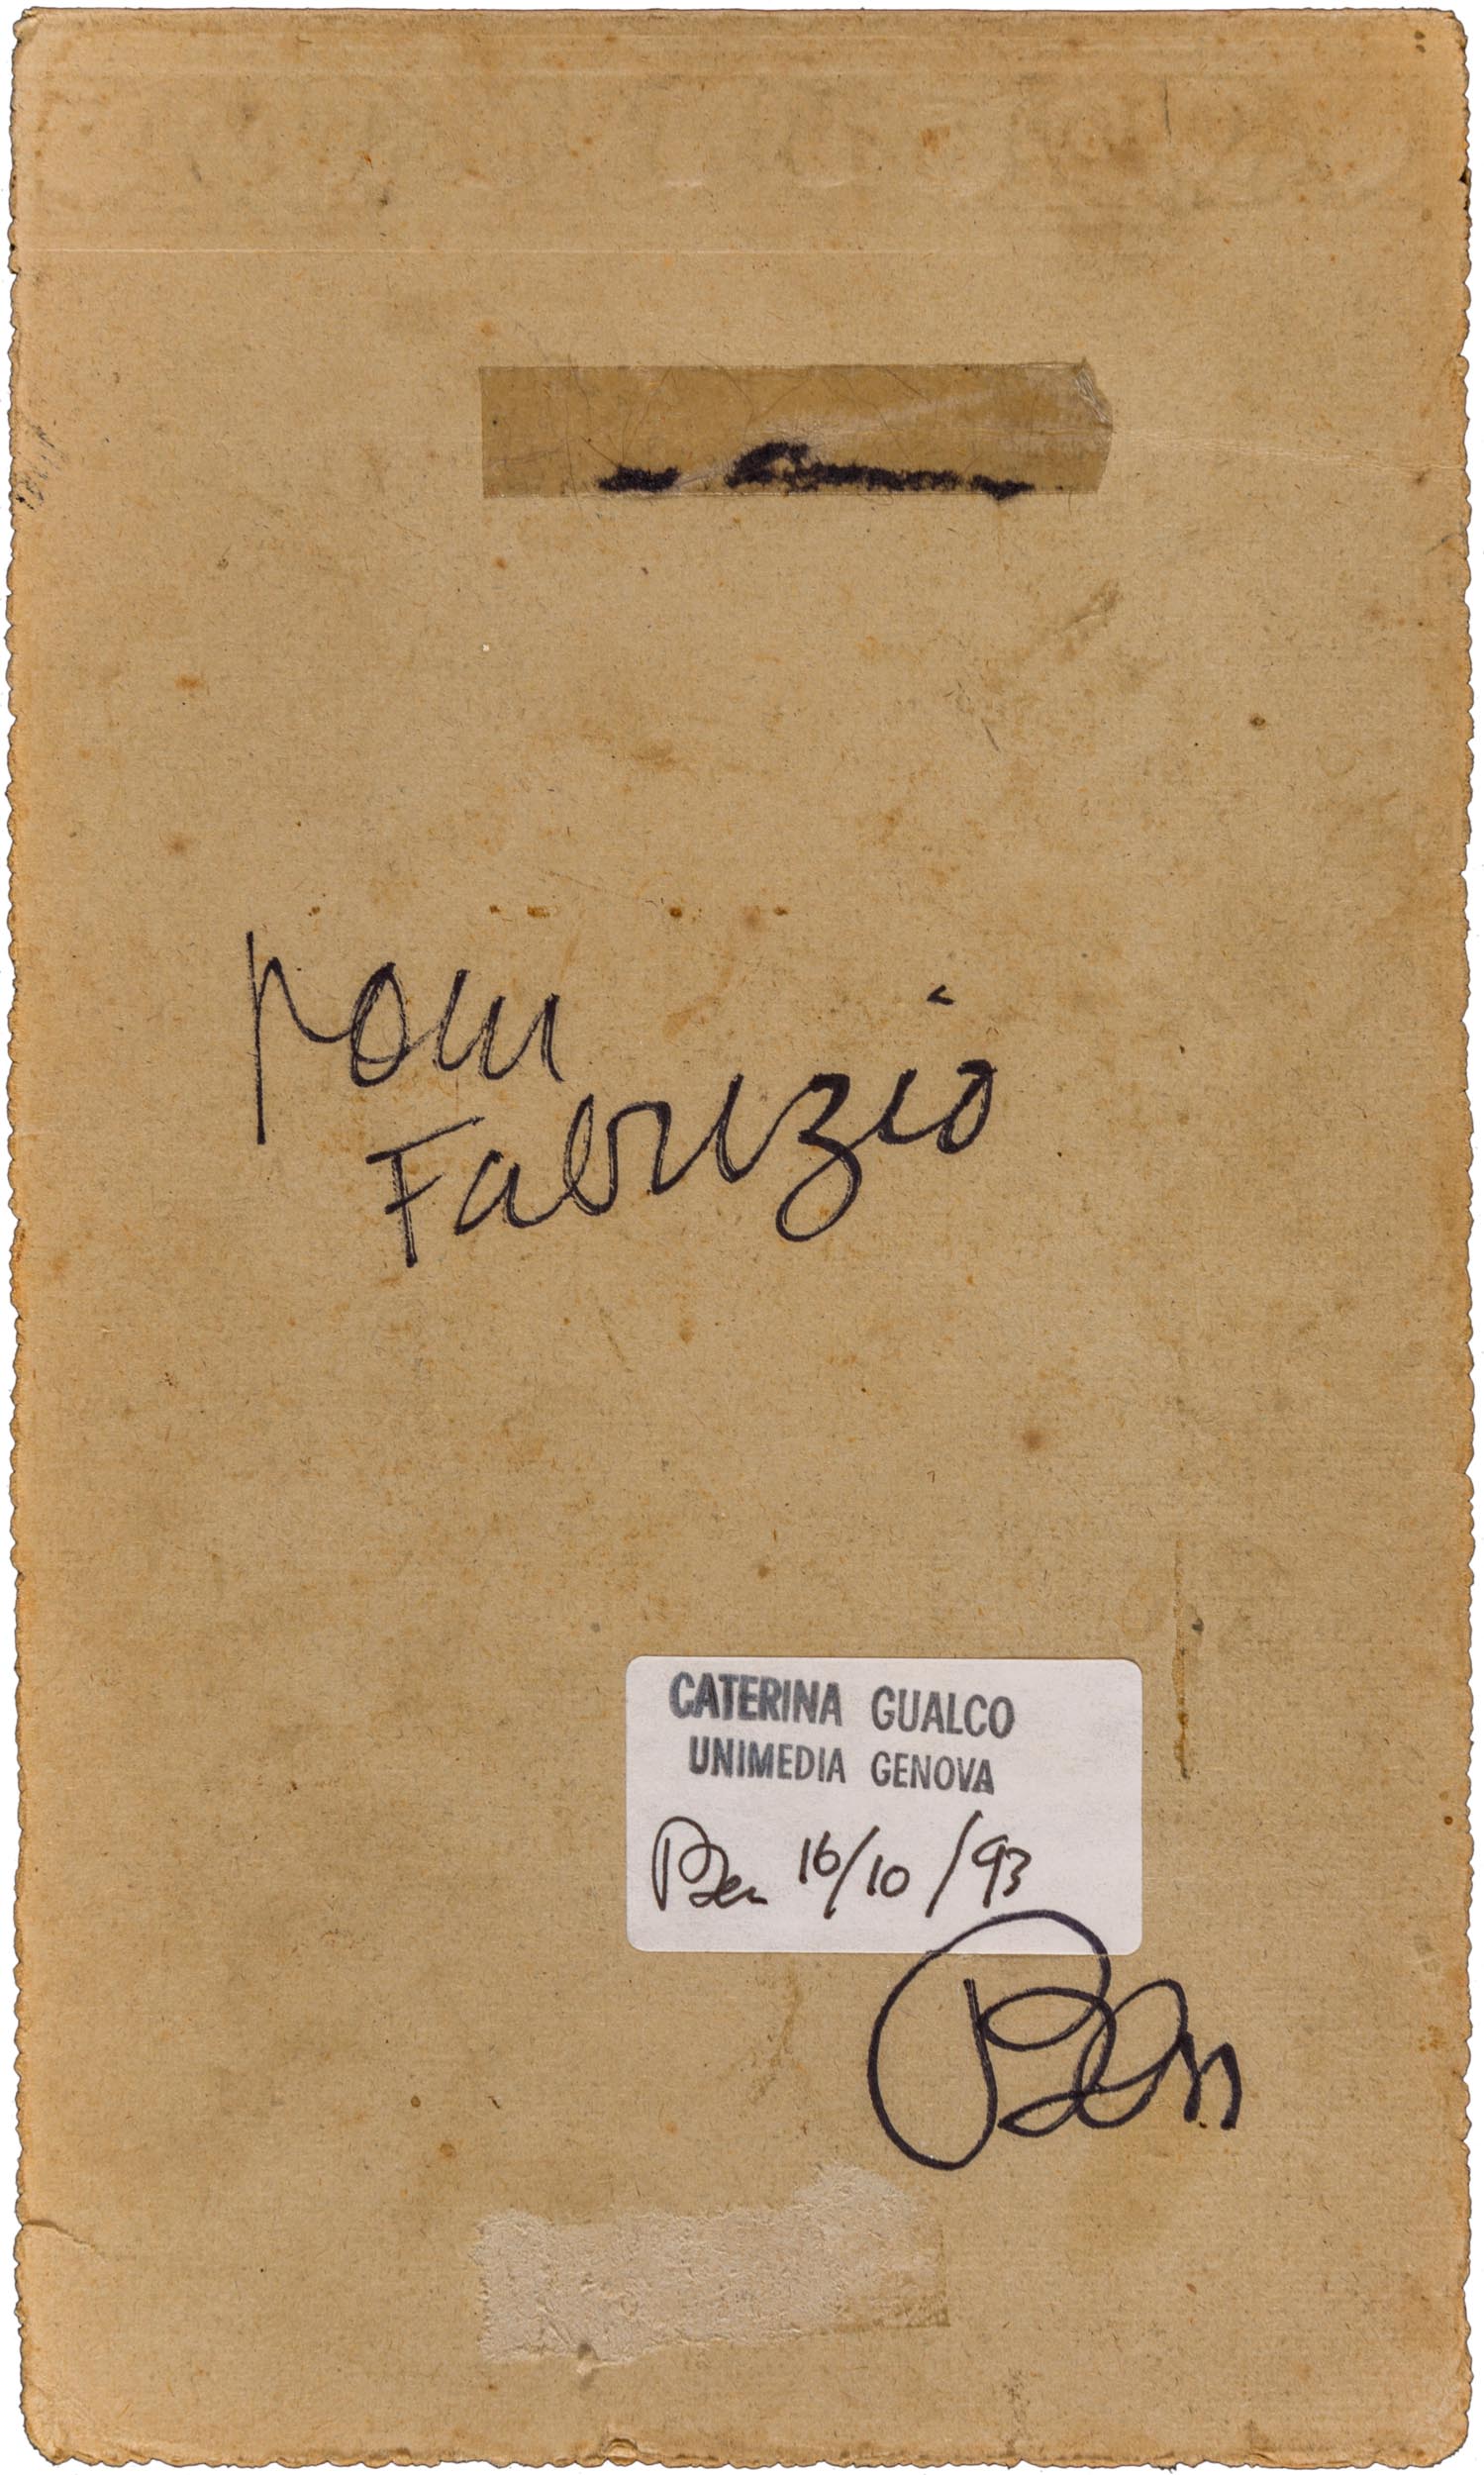 pour
Fabrizio
CATERINA GUALCO
UNIMEDIA GENOVA
Ben 16/10/93
Ben